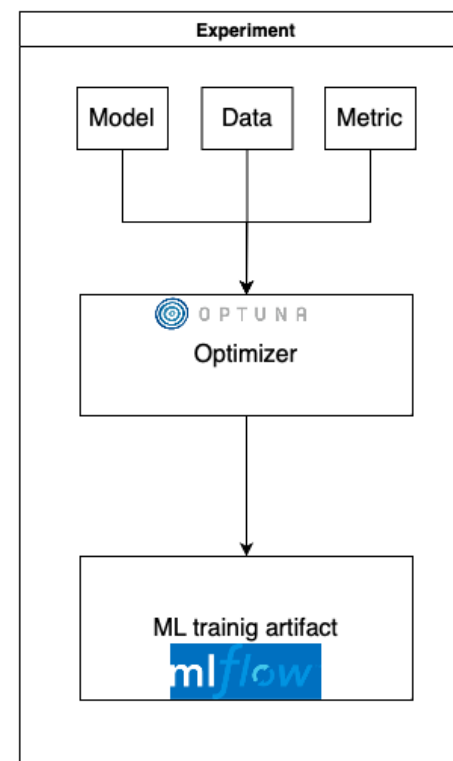 Experiment
Model
Data
Metric
OPTUNA
Optimizer
ML trainig artifact
mlflow